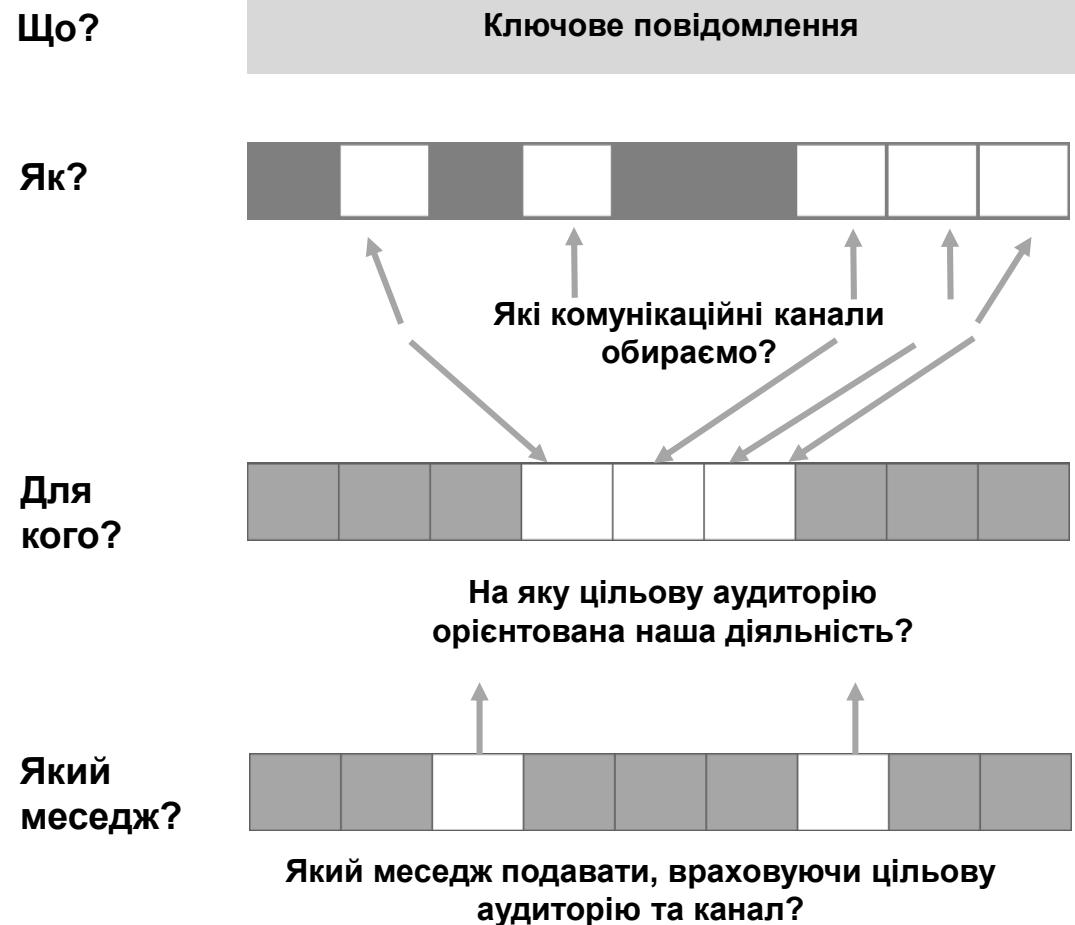 Що?
Ключове повідомлення
Як?
Які комунікаційні канали
обираємо?
Для
кого?
На яку цільову аудиторію
орієнтована наша діяльність?
Який
меседж?
Який меседж подавати, враховуючи цільову
аудиторію та канал?